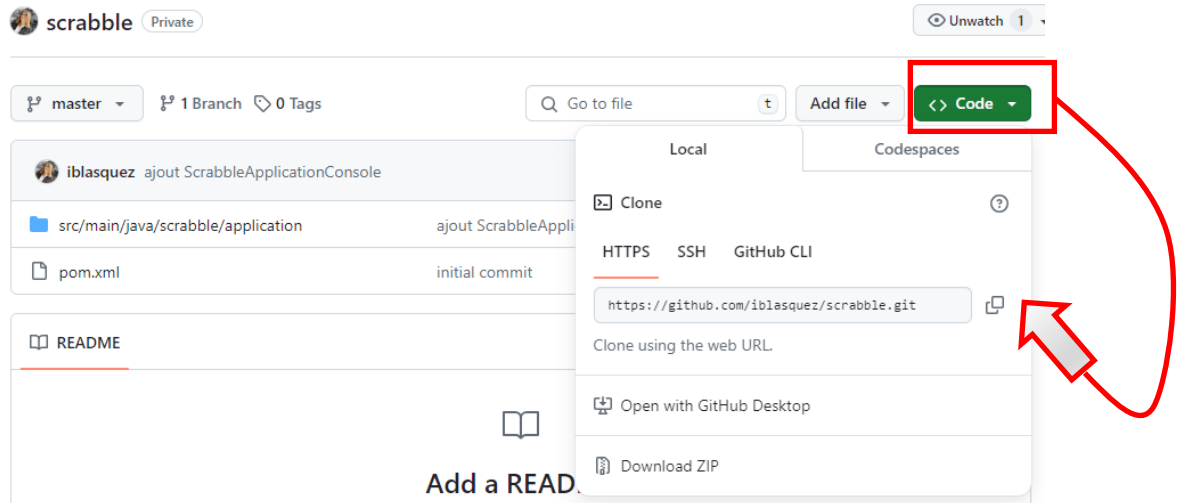 scrabble Private Unwatch 1
master 1 Branch 0 Tags Go to file t Add file <> Code
Local Codespaces
iblasquez ajout ScrabbleApplicationConsole
Clone
src/main/java/scrabble/application ajout ScrabbleAppli
HTTPS SSH GitHub CLI
pom.xml initial commit
https://github.com/iblasquez/scrabble.git
README
Clone using the web URL.
Open with GitHub Desktop
Download ZIP
Add a READ